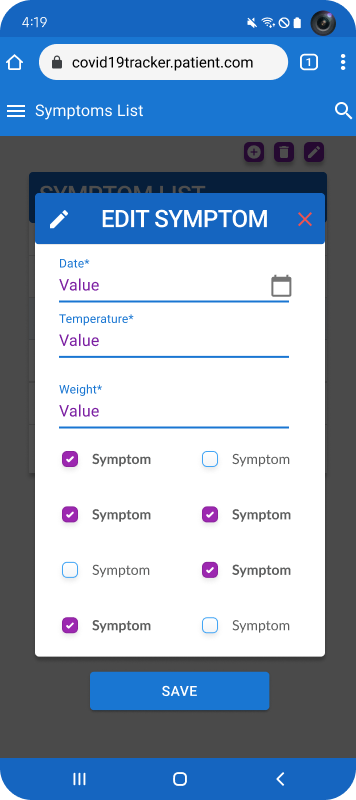 4:19
covid19tracker.patient.com 1
Symptoms List
SYMPTOM LIST
EDIT SYMPTOM
Date*
Value
Temperature*
Value
Weight*
Value
Symptom Symptom
Symptom Symptom
Symptom Symptom
Symptom Symptom
SAVE